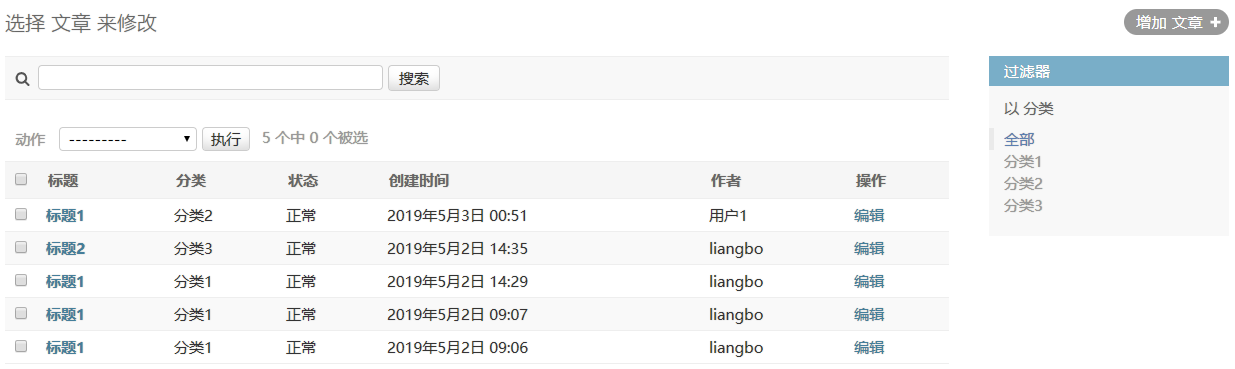 选择 文章 来修改
增加 文章 +
搜索
过滤器
以 分类
全部
分类1
分类2
分类3
动作 --------- 执行 5 个中 0 个被选
标题 分类 状态 创建时间 作者 操作
标题1 分类2 正常 2019年5月3日 00:51 用户1 编辑
标题2 分类3 正常 2019年5月2日 14:35 liangbo 编辑
标题1 分类1 正常 2019年5月2日 14:29 liangbo 编辑
标题1 分类1 正常 2019年5月2日 09:07 liangbo 编辑
标题1 分类1 正常 2019年5月2日 09:06 liangbo 编辑